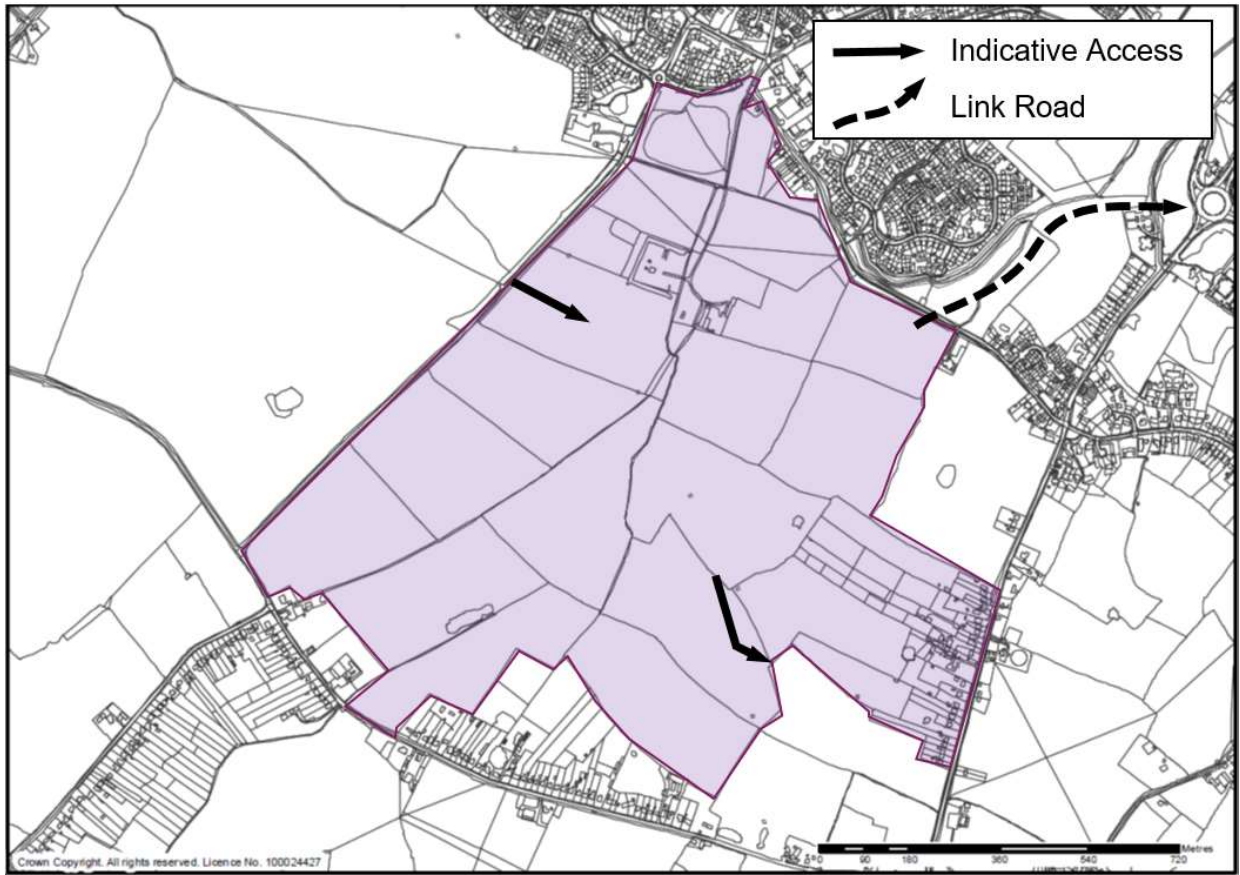 Indicative Access
Link Road
Crown Copyright. All rights reserved. Licence No. 100024427
0 90 180 360 540 720 Metres